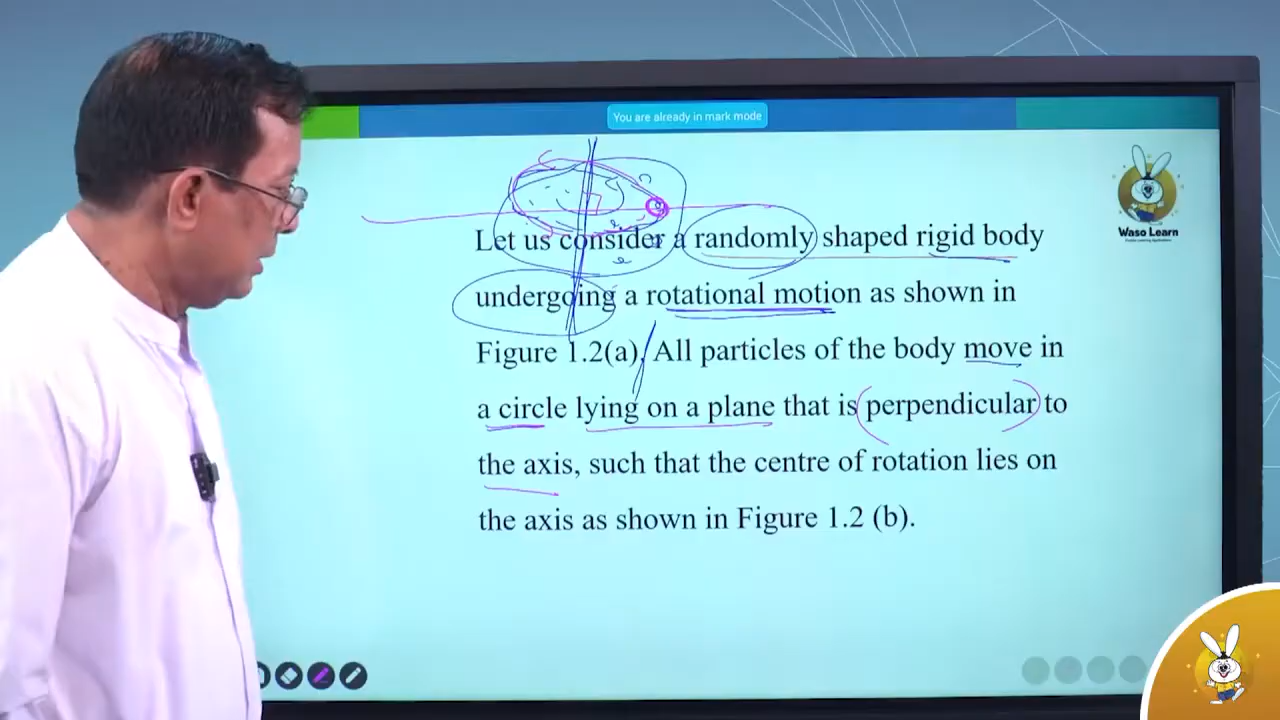 You are already in mark mode
Waso Learn
Let us consider a randomly shaped rigid body
undergoing a rotational motion as shown in
Figure 1.2(a). All particles of the body move in
a circle lying on a plane that is perpendicular to
the axis, such that the centre of rotation lies on
the axis as shown in Figure 1.2 (b).